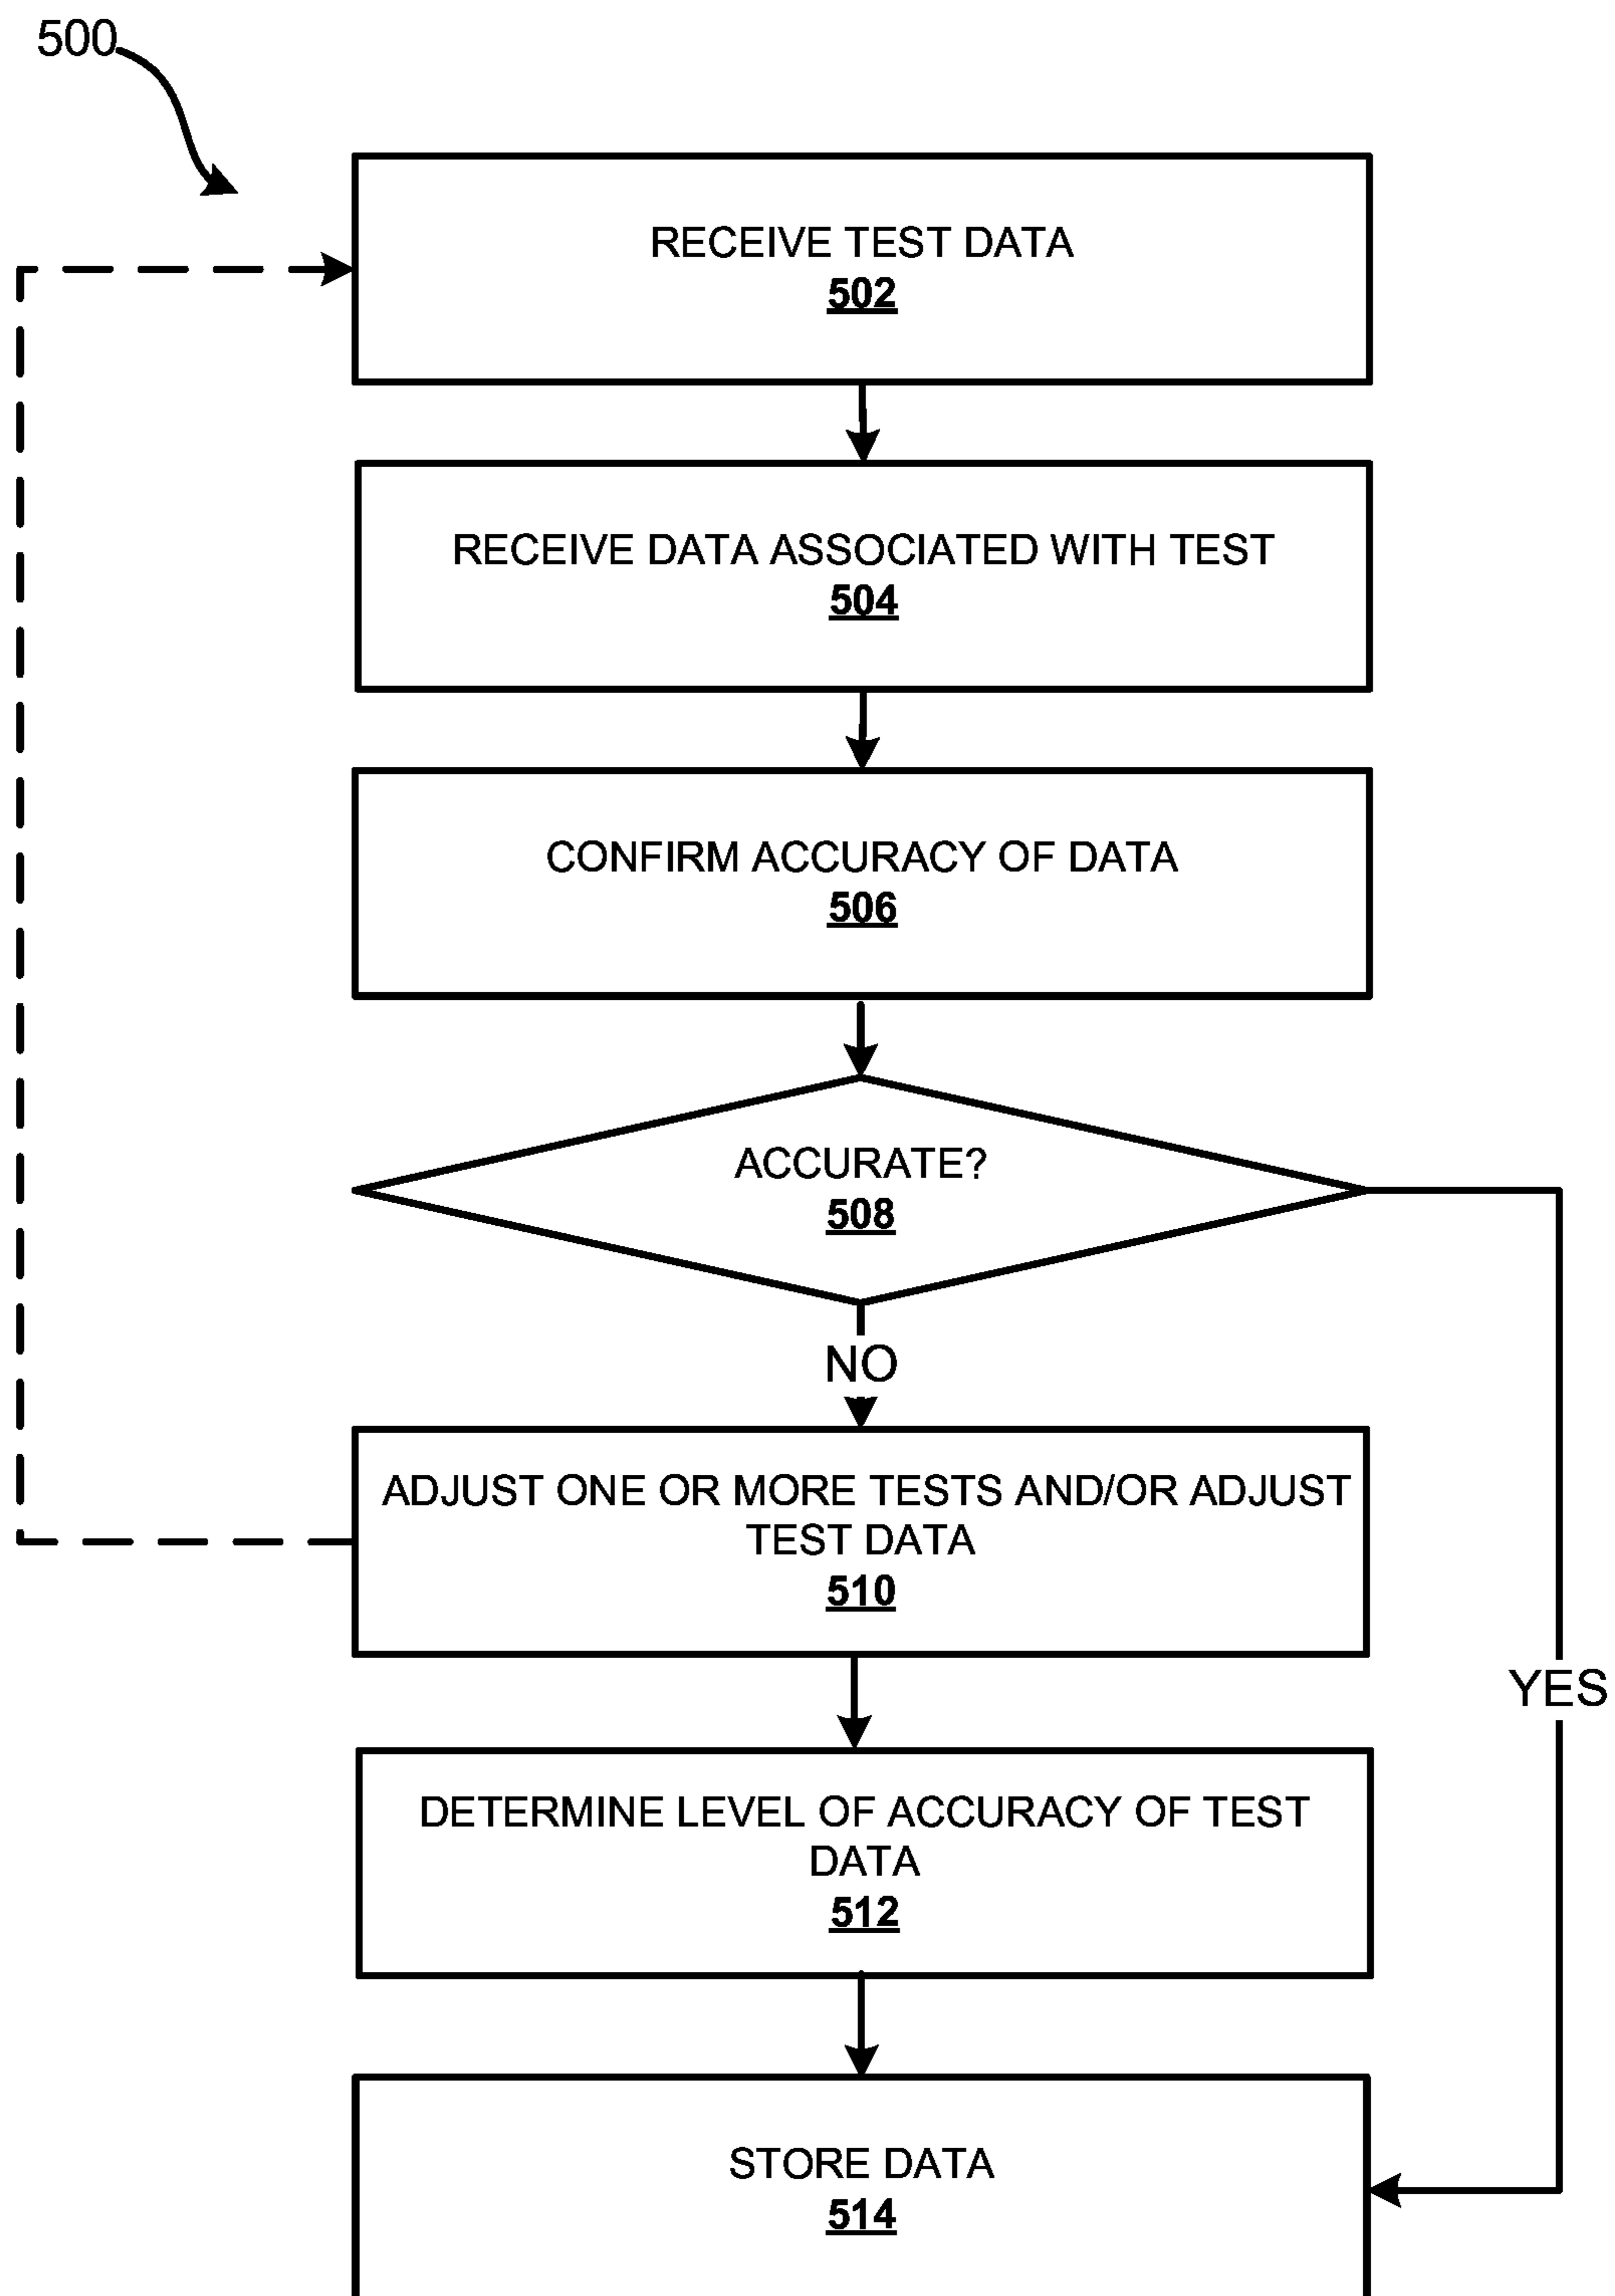 500
RECEIVE TEST DATA
502
RECEIVE DATA ASSOCIATED WITH TEST
504
CONFIRM ACCURACY OF DATA
506
ACCURATE?
508
NO
ADJUST ONE OR MORE TESTS AND/OR ADJUST
TEST DATA
510
YES
DETERMINE LEVEL OF ACCURACY OF TEST
DATA
512
STORE DATA
514